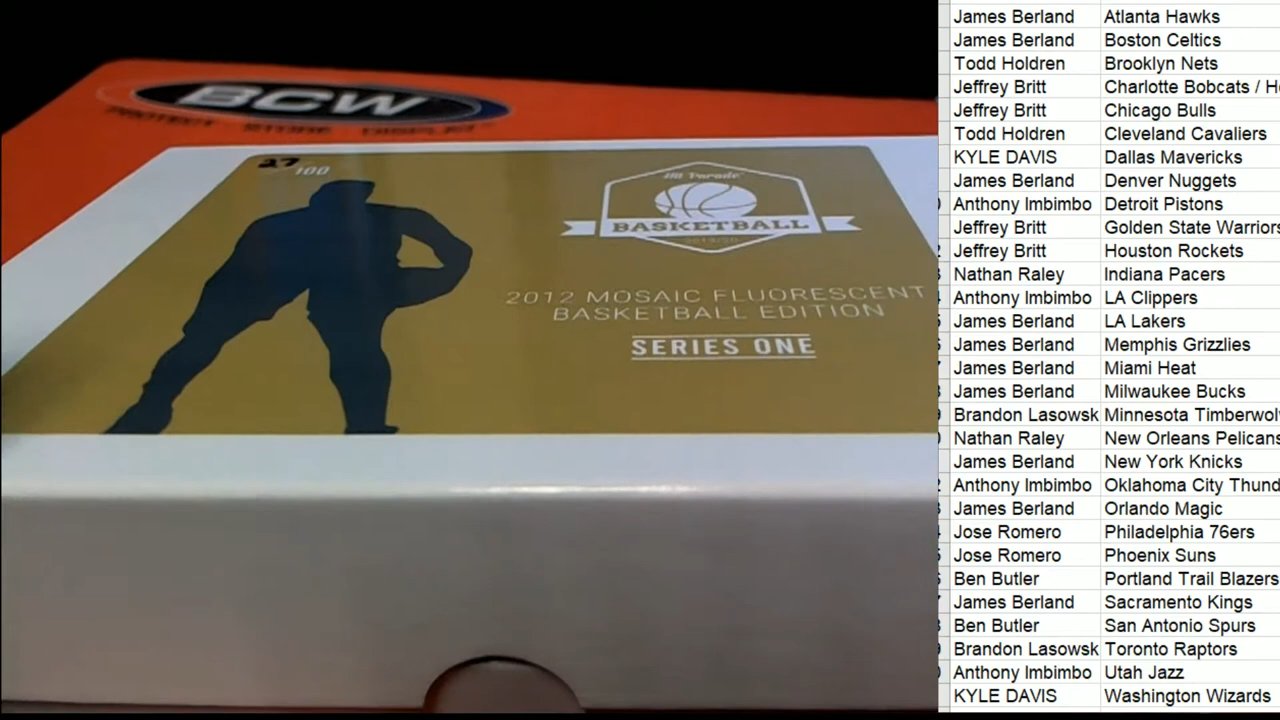 BCW
PROTECT STORE DISPLAY
27/100
Hit Parade
BASKETBALL
2012 MOSAIC FLUORESCENT
BASKETBALL EDITION
SERIES ONE
James Berland Atlanta Hawks
James Berland Boston Celtics
Todd Holdren Brooklyn Nets
Jeffrey Britt Charlotte Bobcats / H
Jeffrey Britt Chicago Bulls
Todd Holdren Cleveland Cavaliers
KYLE DAVIS Dallas Mavericks
James Berland Denver Nuggets
Anthony Imbimbo Detroit Pistons
Jeffrey Britt Golden State Warriors
Jeffrey Britt Houston Rockets
Nathan Raley Indiana Pacers
Anthony Imbimbo LA Clippers
James Berland LA Lakers
James Berland Memphis Grizzlies
James Berland Miami Heat
James Berland Milwaukee Bucks
Brandon Lasowsk Minnesota Timberwol
Nathan Raley New Orleans Pelicans
James Berland New York Knicks
Anthony Imbimbo Oklahoma City Thund
James Berland Orlando Magic
Jose Romero Philadelphia 76ers
Jose Romero Phoenix Suns
Ben Butler Portland Trail Blazers
James Berland Sacramento Kings
Ben Butler San Antonio Spurs
Brandon Lasowsk Toronto Raptors
Anthony Imbimbo Utah Jazz
KYLE DAVIS Washington Wizards